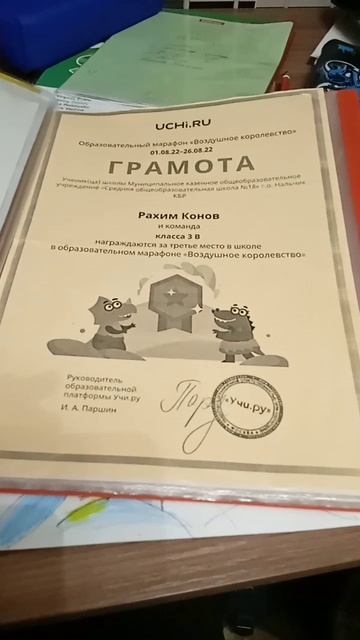 UCHi.RU
Образовательный марафон «Воздушное королевство»
01.08.22–26.08.22
ГРАМОТА
Ученик(ца) школы Муниципальное казенное общеобразовательное
учреждение «Средняя общеобразовательная школа №18» г.о. Нальчик
КБР
Рахим Конов
и команда
класса 3 В
награждаются за третье место в школе
в образовательном марафоне «Воздушное королевство»
Руководитель
образовательной
платформы Учи.ру
И. А. Паршин
«Учи.ру»